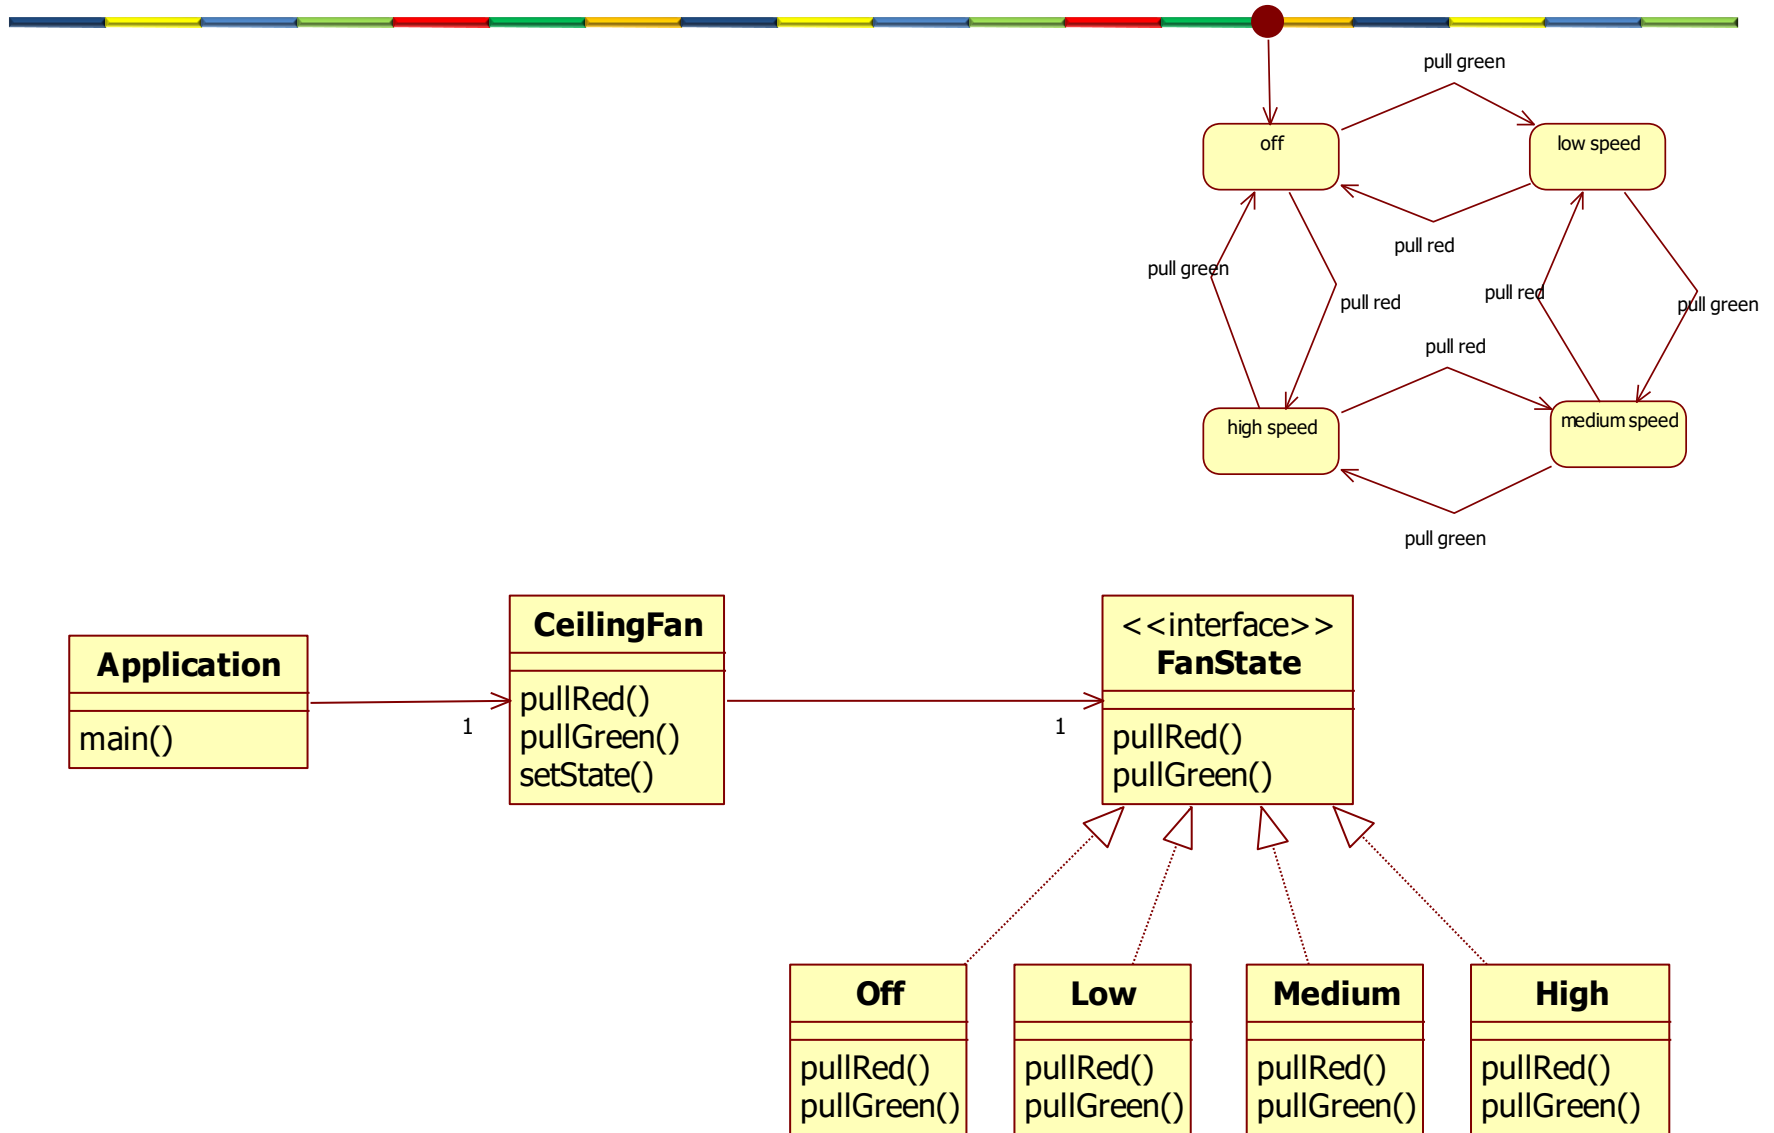 pull green
off
low speed
pull red
pull green
pull red
pull red
pull green
pull red
high speed
medium speed
pull green
Application
main()
1
CeilingFan
pullRed()
pullGreen()
setState()
1
<<interface>>
FanState
pullRed()
pullGreen()
Off
pullRed()
pullGreen()
Low
pullRed()
pullGreen()
Medium
pullRed()
pullGreen()
High
pullRed()
pullGreen()